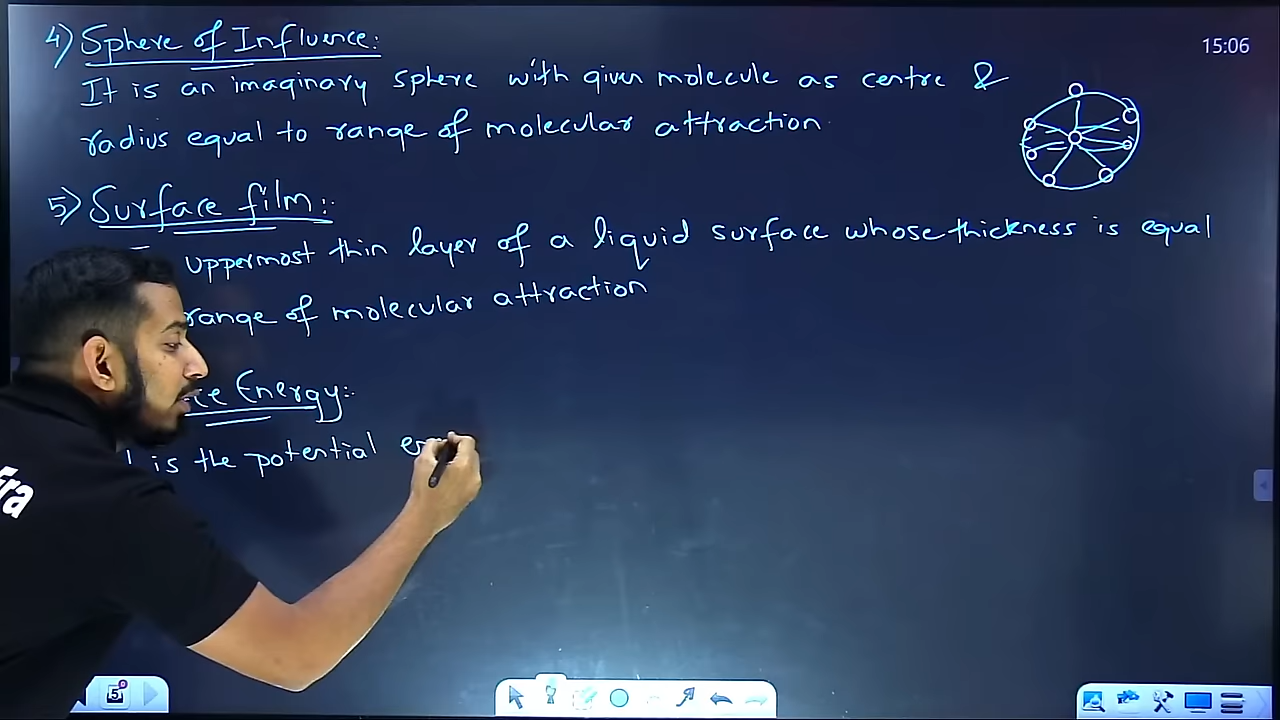 4) Sphere of Influence:
15:06
It is an imaginary sphere with given molecule as centre &
radius equal to range of molecular attraction
5) Surface film:
Uppermost thin layer of a liquid surface whose thickness is equal
range of molecular attraction
Energy:
is the potential
5